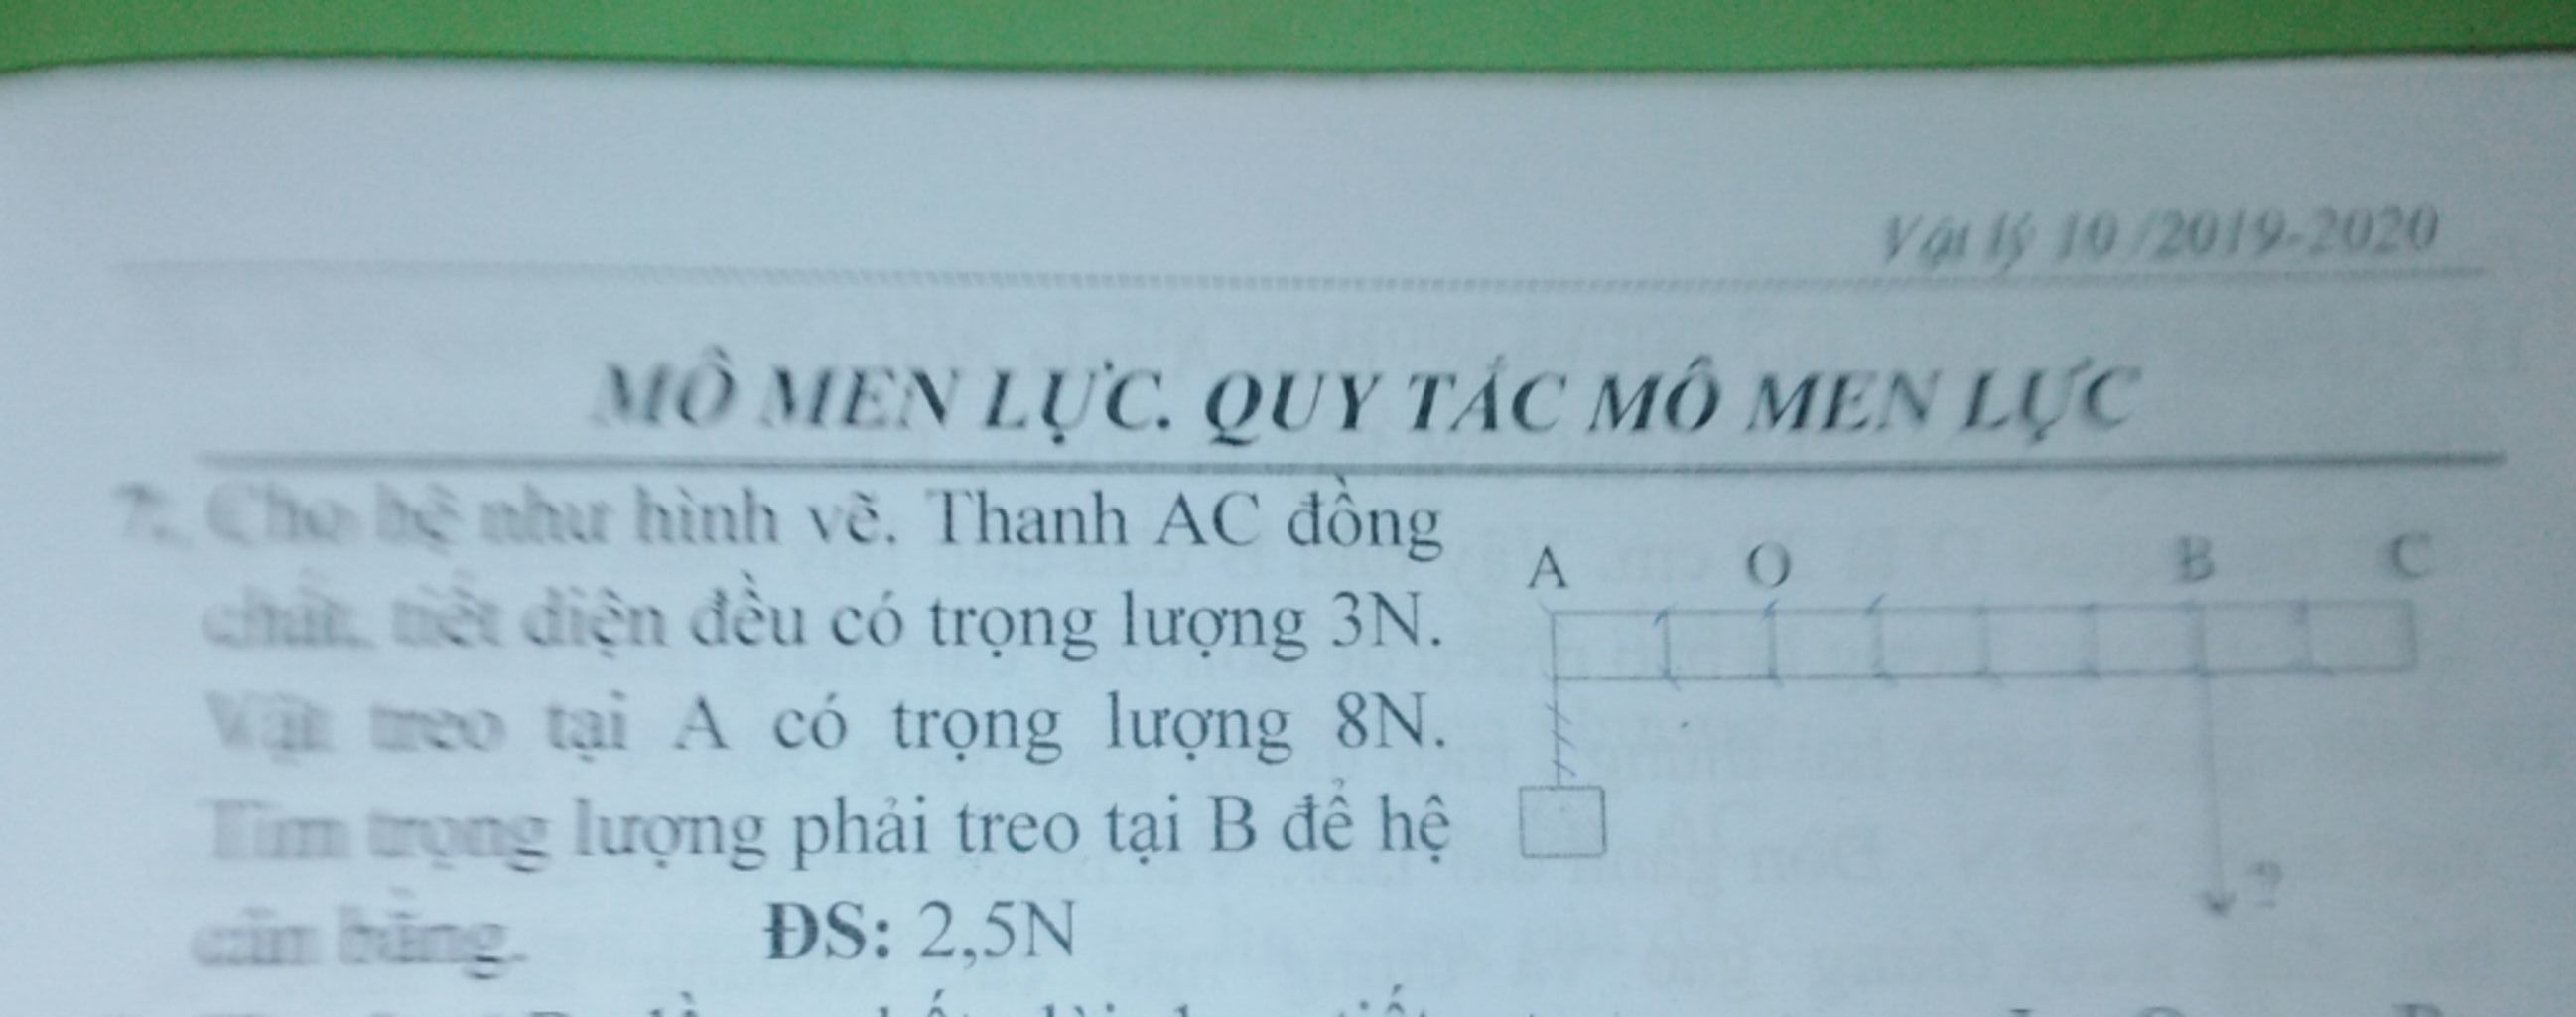 Vật lý 10 /2019-2020
MÔ MEN LỰC. QUY TẮC MÔ MEN LỰC
7. Cho hệ như hình vẽ. Thanh AC đồng
chất, tiết diện đều có trọng lượng 3N.
Vật treo tại A có trọng lượng 8N.
Tìm trọng lượng phải treo tại B để hệ
cân bằng. ĐS: 2,5N
A O B C
?